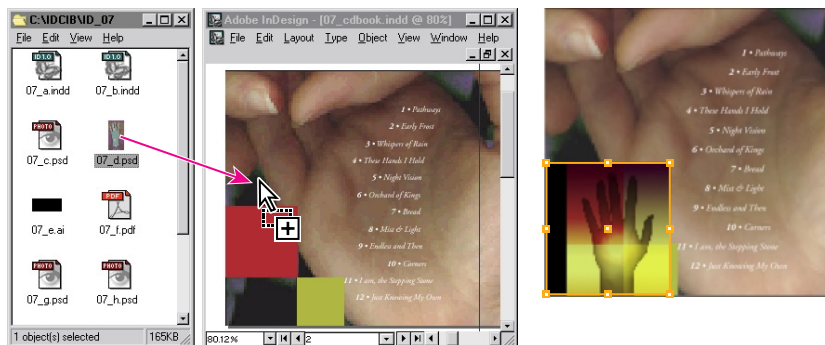 C:\IDCIB\ID_07
File Edit View Help
ID 1.0
ID 1.0
07_a.indd 07_b.indd
PHOTO
07_c.psd 07_d.psd
PDF
07_e.ai 07_f.pdf
PHOTO
PHOTO
07_g.psd 07_h.psd
1 object(s) selected 165KB
Adobe InDesign - [07_cdbook.indd @ 80%]
File Edit Layout Type Object View Window Help
1 • Pathways
2 • Early Frost
3 • Whispers of Rain
4 • These Hands I Hold
5 • Night Vision
6 • Orchard of Kings
7 • Bread
8 • Mist & Light
9 • Endless and Then
10 • Corners
11 • I am, the Stepping Stone
12 • Just Knowing My Own
80.12% 2
1 • Pathways
2 • Early Frost
3 • Whispers of Rain
4 • These Hands I Hold
5 • Night Vision
6 • Orchard of Kings
7 • Bread
8 • Mist & Light
9 • Endless and Then
10 • Corners
11 • I am, the Stepping Stone
12 • Just Knowing My Own